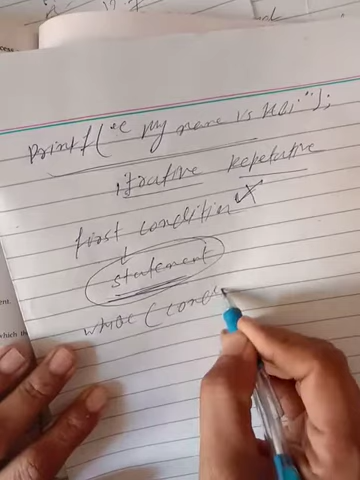 printf("My name is
iterative Repetative
first condition X
statement
while (cond